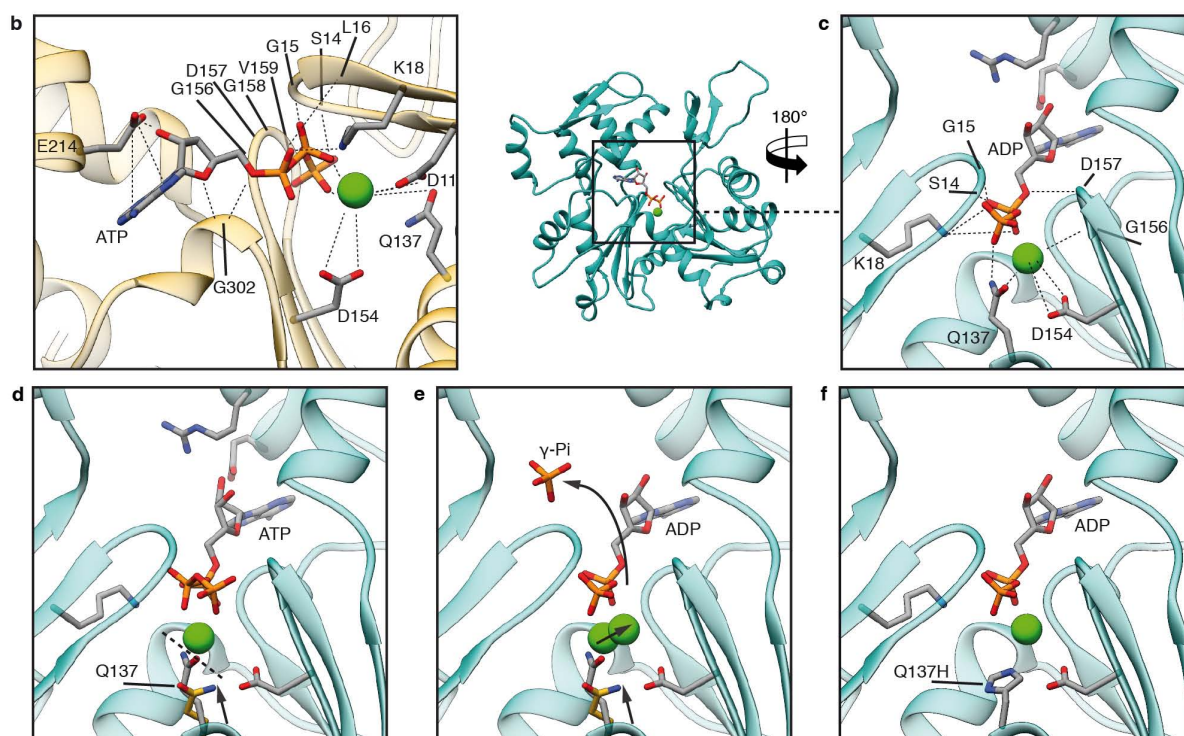 b
S14
L16
G15
K18
V159
D157
G158
G156
E214
D11
ATP
Q137
G302
D154
180°
c
G15
ADP
D157
S14
G156
K18
Q137
D154
d
ATP
Q137
e
γ-Pi
ADP
f
ADP
Q137H